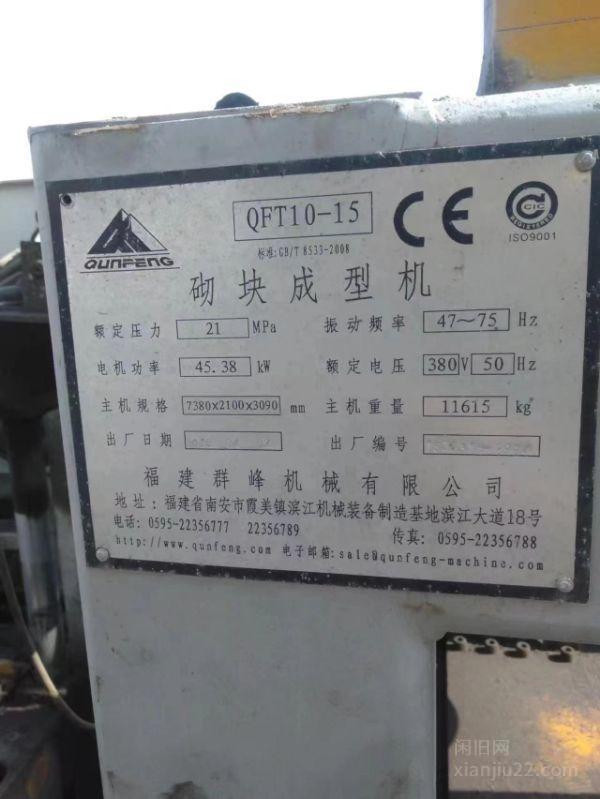 QUNFENG
QFT10-15
CE
CIC
REGISTERED
ISO9001
标准:GB/T 8533-2008
砌块成型机
额定压力 21 MPa 振动频率 47～75 Hz
电机功率 45.38 kW 额定电压 380 V 50 Hz
主机规格 7380x2100x3090 mm 主机重量 11615 kg
出厂日期 出厂编号
福建群峰机械有限公司
地址:福建省南安市霞美镇滨江机械装备制造基地滨江大道18号
电话: 0595-22356777 22356789 传真: 0595-22356788
http://www.qunfeng.com 电子邮箱:sale@qunfeng-machine.com
闲旧网
xianjiu22.com